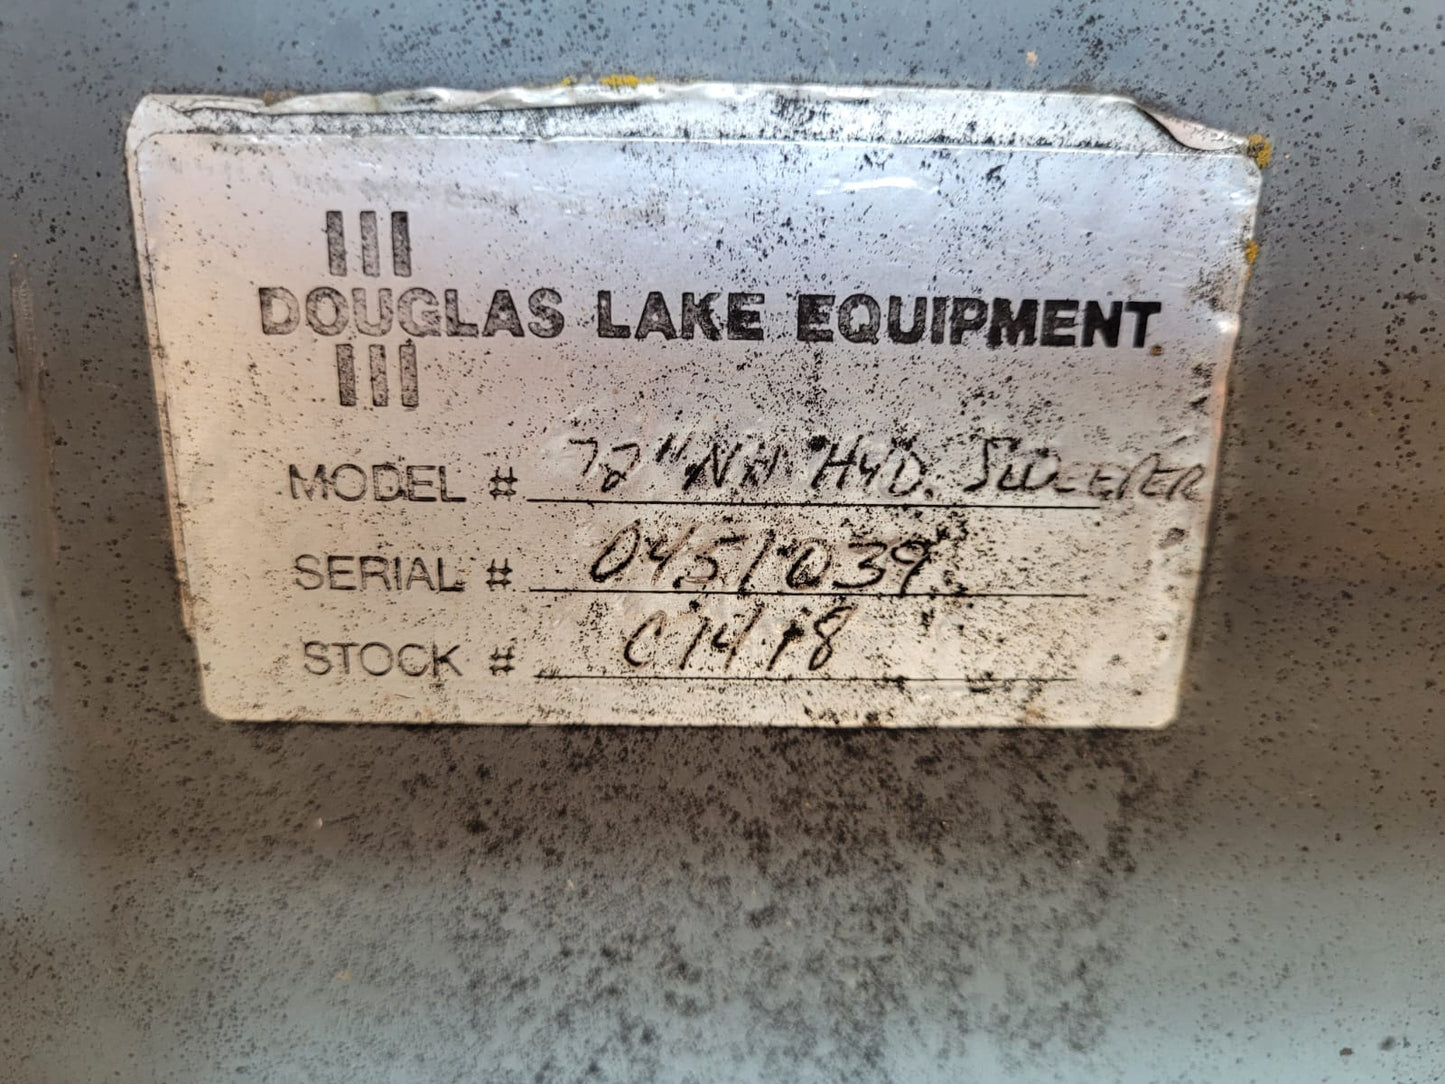 DOUGLAS LAKE EQUIPMENT
MODEL # 72" NH HYD. SWEEPER
SERIAL # 0451039
STOCK # C1418